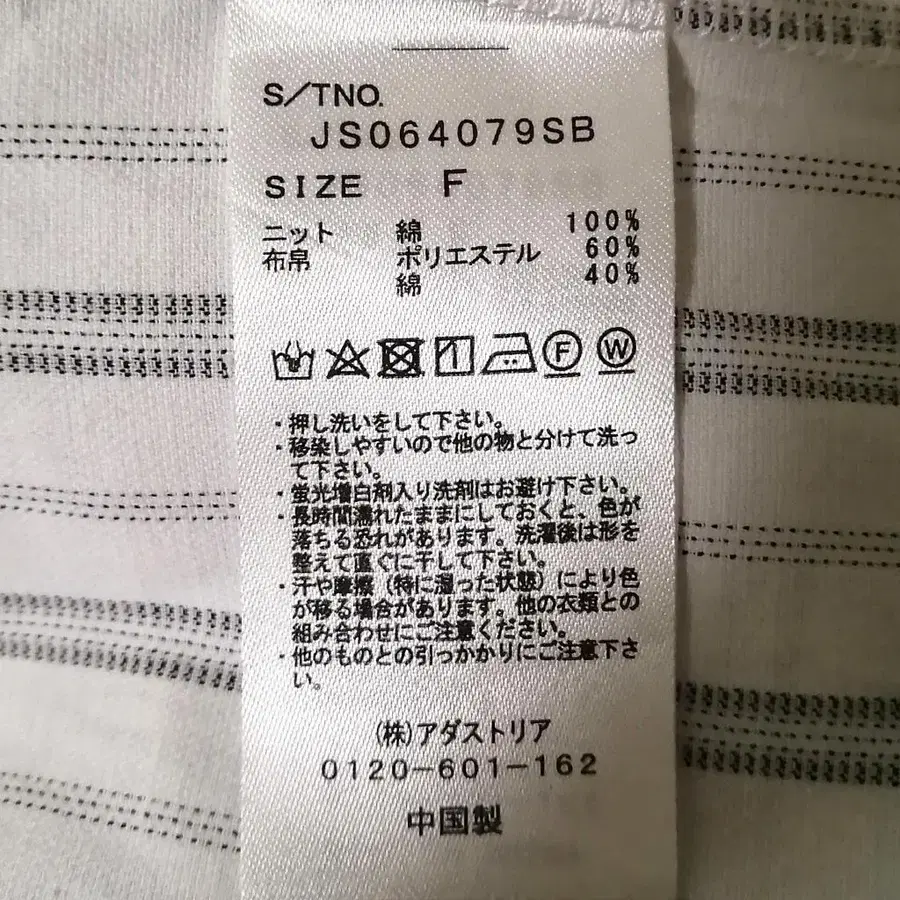 S/TNO.
JS064079SB
SIZE F
ニット 綿 100%
布帛 ポリエステル 60%
綿 40%
F W
・押し洗いをして下さい。
・移染しやすいので他の物と分けて洗っ
て下さい。
・蛍光増白剤入り洗剤はお避け下さい。
・長時間濡れたままにしておくと、色が
落ちる恐れがあります。洗濯後は形を
整えて直ぐに干して下さい。
・汗や摩擦（特に湿った状態）により色
が移る場合があります。他の衣類との
組み合わせにご注意ください。
・他のものとの引っかかりにご注意下さ
い。
(株)アダストリア
0120-601-162
中国製